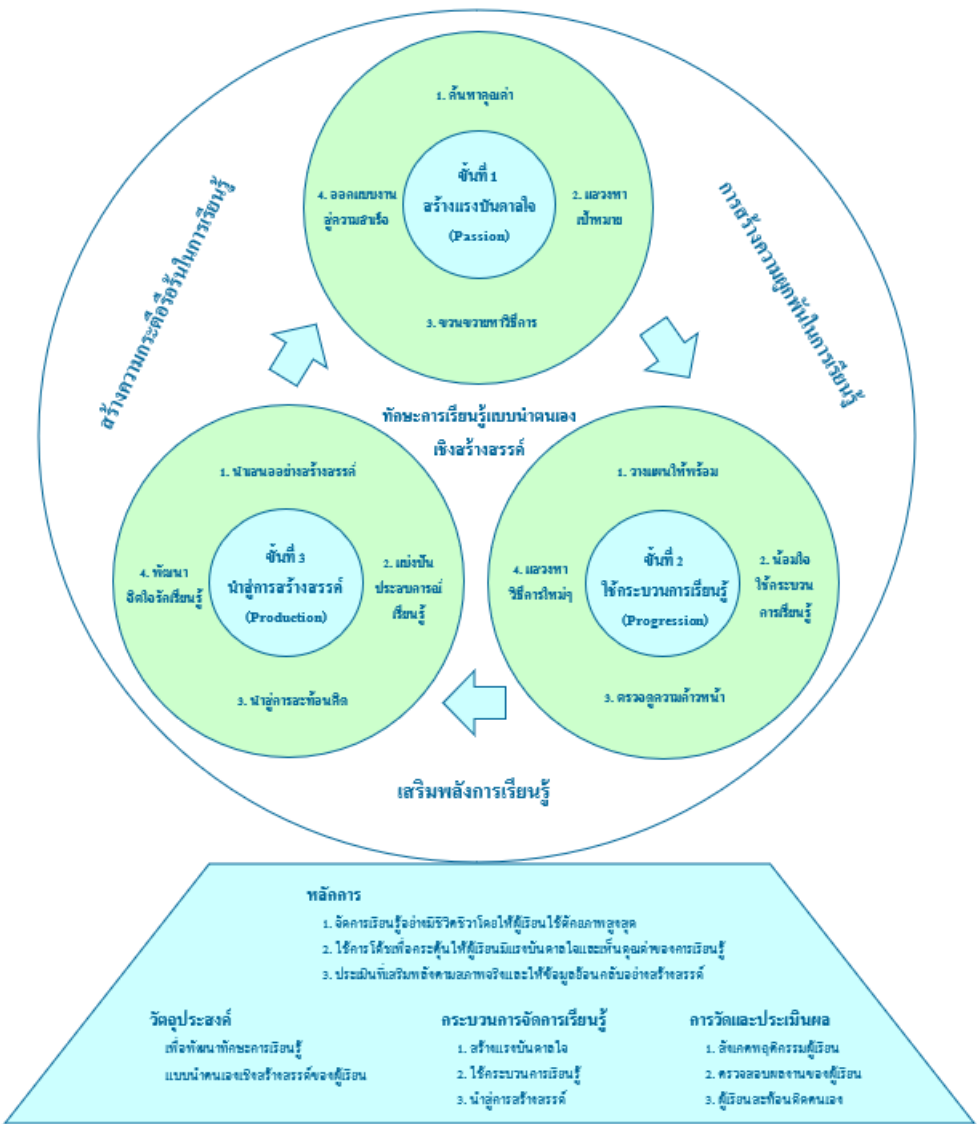 1. ค้นหาคุณค่า
ขั้นที่ 1
สร้างแรงบันดาลใจ
(Passion)
2. แสวงหา
เป้าหมาย
3. ขวนขวายหาวิธีการ
4. ออกแบบงาน
สู่ความสำเร็จ
สร้างความกระตือรือร้นในการเรียนรู้
การสร้างความผูกพันในการเรียนรู้
ทักษะการเรียนรู้แบบนำตนเอง
เชิงสร้างสรรค์
1. วางแผนให้พร้อม
ขั้นที่ 2
ใช้กระบวนการเรียนรู้
(Progression)
2. น้อมใจ
ใช้กระบวน
การเรียนรู้
3. ตรวจดูความก้าวหน้า
4. แสวงหา
วิธีการใหม่ๆ
1. นำเสนออย่างสร้างสรรค์
ขั้นที่ 3
นำสู่การสร้างสรรค์
(Production)
2. แบ่งปัน
ประสบการณ์
เรียนรู้
3. นำสู่การสะท้อนคิด
4. พัฒนา
จิตใจรักเรียนรู้
เสริมพลังการเรียนรู้
หลักการ
1. จัดการเรียนรู้อย่างมีชีวิตชีวาโดยให้ผู้เรียนใช้ศักยภาพสูงสุด
2. ใช้การโค้ชเพื่อกระตุ้นให้ผู้เรียนมีแรงบันดาลใจและเห็นคุณค่าของการเรียนรู้
3. ประเมินที่เสริมพลังตามสภาพจริงและให้ข้อมูลย้อนกลับอย่างสร้างสรรค์
วัตถุประสงค์
เพื่อพัฒนาทักษะการเรียนรู้
แบบนำตนเองเชิงสร้างสรรค์ของผู้เรียน
กระบวนการจัดการเรียนรู้
1. สร้างแรงบันดาลใจ
2. ใช้กระบวนการเรียนรู้
3. นำสู่การสร้างสรรค์
การวัดและประเมินผล
1. สังเกตพฤติกรรมผู้เรียน
2. ตรวจสอบผลงานของผู้เรียน
3. ผู้เรียนสะท้อนคิดตนเอง